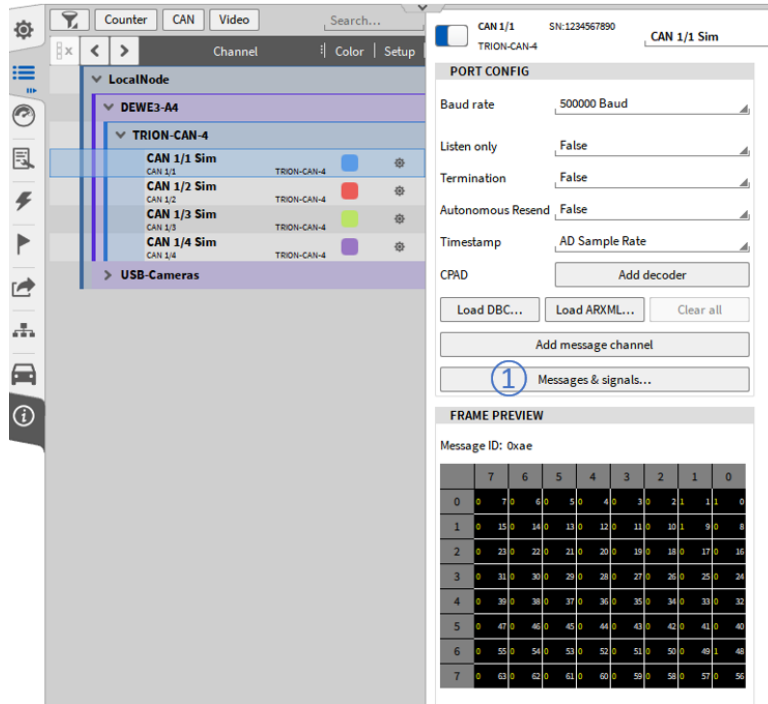 Counter CAN Video Search...
Channel Color Setup
LocalNode
DEWE3-A4
TRION-CAN-4
CAN 1/1 Sim
CAN 1/1 TRION-CAN-4
CAN 1/2 Sim
CAN 1/2 TRION-CAN-4
CAN 1/3 Sim
CAN 1/3 TRION-CAN-4
CAN 1/4 Sim
CAN 1/4 TRION-CAN-4
USB-Cameras
CAN 1/1 SN:1234567890 CAN 1/1 Sim
TRION-CAN-4
PORT CONFIG
Baud rate 500000 Baud
Listen only False
Termination False
Autonomous Resend False
Timestamp AD Sample Rate
CPAD Add decoder
Load DBC... Load ARXML... Clear all
Add message channel
1 Messages & signals...
FRAME PREVIEW
Message ID: 0xae
7 6 5 4 3 2 1 0
0 0 7 0 6 0 5 0 4 0 3 0 2 1 1 1 0
1 0 15 0 14 0 13 0 12 0 11 0 10 1 9 0 8
2 0 23 0 22 0 21 0 20 0 19 0 18 0 17 0 16
3 0 31 0 30 0 29 0 28 0 27 0 26 0 25 0 24
4 0 39 0 38 0 37 0 36 0 35 0 34 0 33 0 32
5 0 47 0 46 0 45 0 44 0 43 0 42 0 41 0 40
6 0 55 0 54 0 53 0 52 0 51 0 50 0 49 1 48
7 0 63 0 62 0 61 0 60 0 59 0 58 0 57 0 56